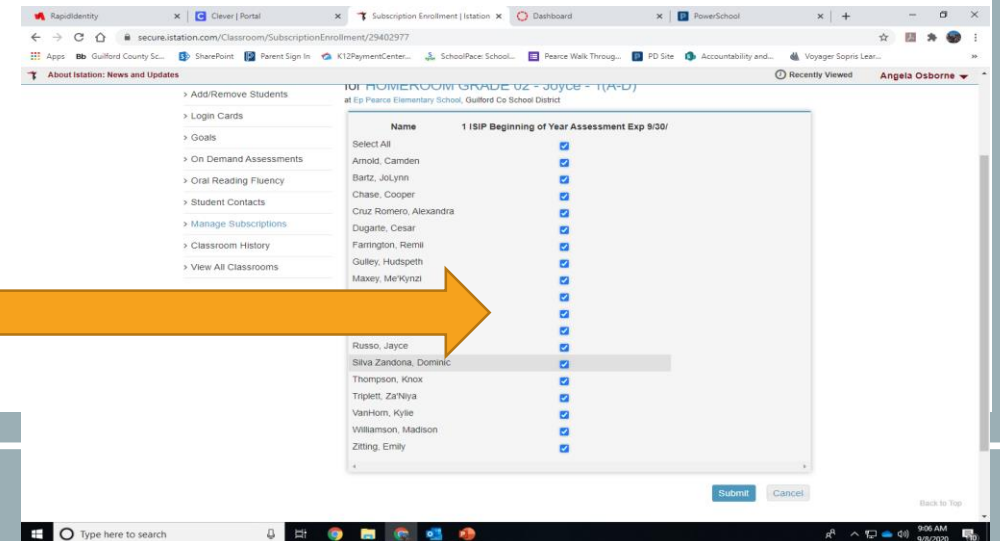 RapidIdentity Clever | Portal Subscription Enrollment | Istation Dashboard PowerSchool
secure.istation.com/Classroom/SubscriptionEnrollment/29402977
Apps Bb Guilford County Sc... SharePoint Parent Sign In K12PaymentCenter... SchoolPace: School... Pearce Walk Throug... PD Site Accountability and... Voyager Sopris Lear...
About Istation: News and Updates Recently Viewed Angela Osborne
> Add/Remove Students
> Login Cards
> Goals
> On Demand Assessments
> Oral Reading Fluency
> Student Contacts
> Manage Subscriptions
> Classroom History
> View All Classrooms
for HOMEROOM GRADE 02 - Joyce - 1(A-D)
at Ep Pearce Elementary School, Guilford Co School District
Name 1 ISIP Beginning of Year Assessment Exp 9/30/
Select All
Arnold, Camden
Bartz, JoLynn
Chase, Cooper
Cruz Romero, Alexandra
Dugarte, Cesar
Farrington, Remii
Gulley, Hudspeth
Maxey, Me'Kynzi
Russo, Jayce
Silva Zandona, Dominic
Thompson, Knox
Triplett, Za'Niya
VanHorn, Kylie
Williamson, Madison
Zitting, Emily
Submit Cancel
Back to Top
Type here to search
9:06 AM
9/8/2020